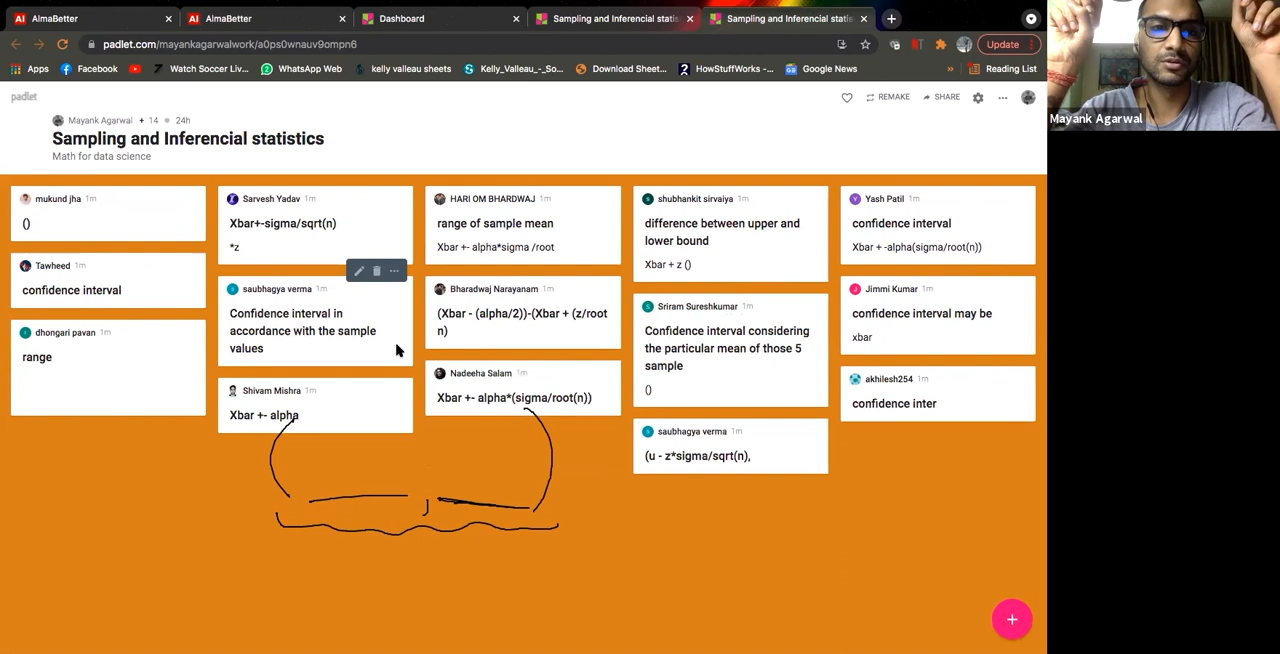 AlmaBetter
AlmaBetter
Dashboard
Sampling and Inferencial statis
Sampling and Inferencial statis
padlet.com/mayankagarwalwork/a0ps0wnauv9ompn6
Update
Apps
Facebook
Watch Soccer Liv...
WhatsApp Web
kelly valleau sheets
Kelly_Valleau_-_So...
Download Sheet...
HowStuffWorks -...
Google News
»
Reading List
padlet
REMAKE
SHARE
Mayank Agarwal + 14 24h
Sampling and Inferencial statistics
Math for data science
mukund jha 1m
()
Tawheed 1m
confidence interval
dhongari pavan 1m
range
Sarvesh Yadav 1m
Xbar+-sigma/sqrt(n)
*z
saubhagya verma 1m
Confidence interval in
accordance with the sample
values
Shivam Mishra 1m
Xbar +- alpha
HARI OM BHARDWAJ 1m
range of sample mean
Xbar +- alpha*sigma /root
Bharadwaj Narayanam 1m
(Xbar - (alpha/2))-(Xbar + (z/root
n)
Nadeeha Salam 1m
Xbar +- alpha*(sigma/root(n))
shubhankit sirvaiya 1m
difference between upper and
lower bound
Xbar + z ()
Sriram Sureshkumar 1m
Confidence interval considering
the particular mean of those 5
sample
()
saubhagya verma 1m
(u - z*sigma/sqrt(n),
Yash Patil 1m
confidence interval
Xbar + -alpha(sigma/root(n))
Jimmi Kumar 1m
confidence interval may be
xbar
akhilesh254 1m
confidence inter
Mayank Agarwal